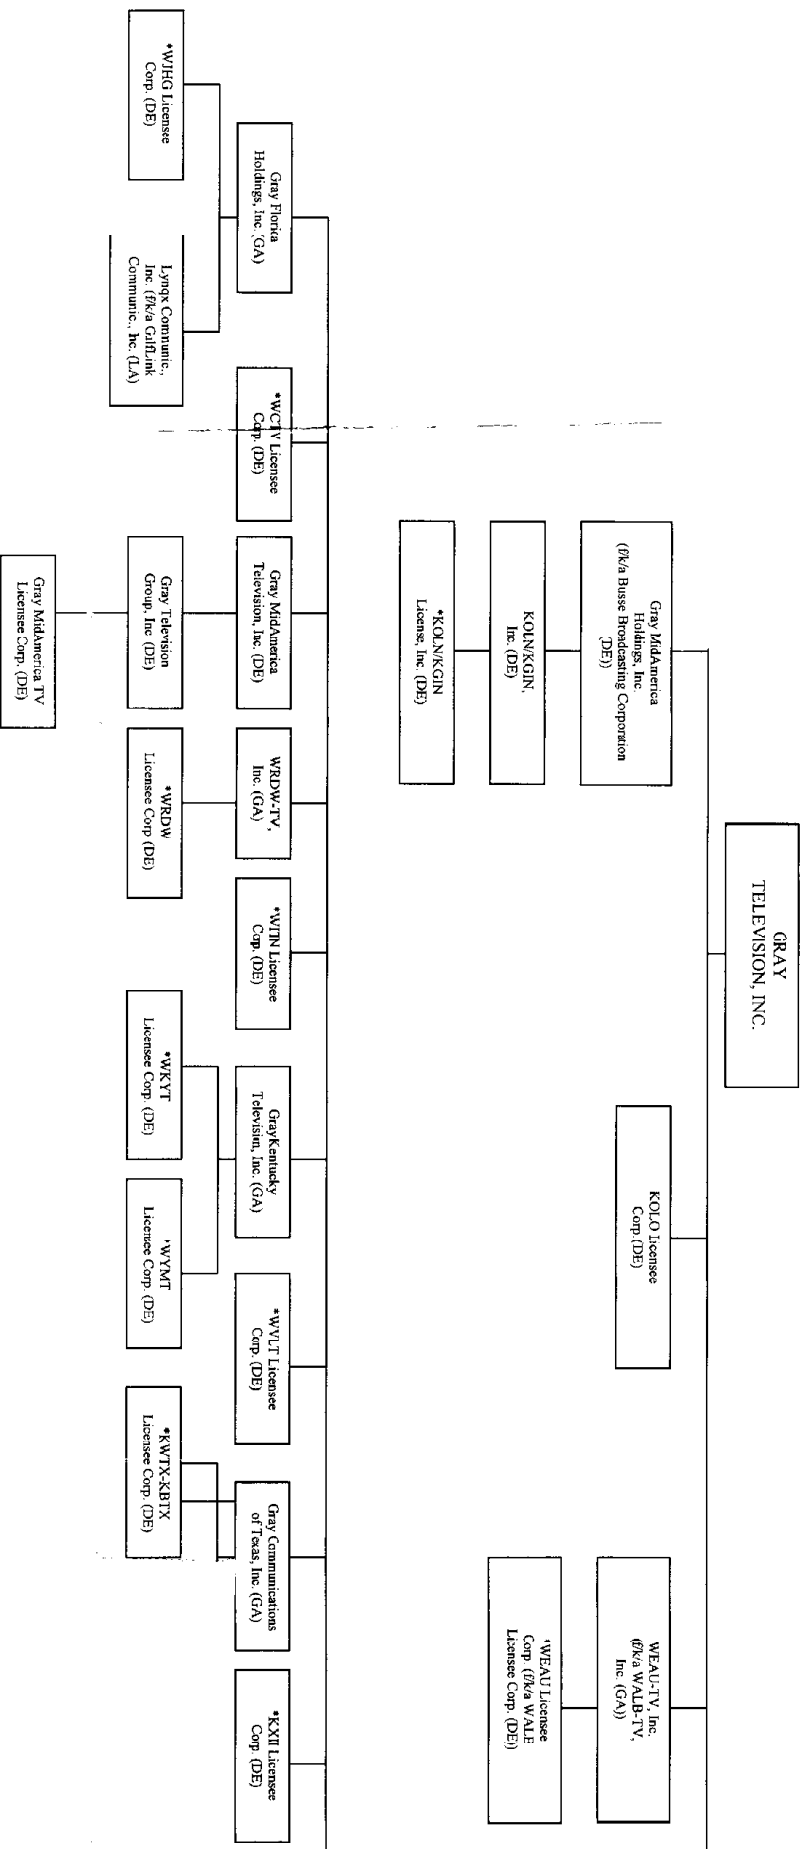 GRAY
TELEVISION, INC.
Gray MidAmerica
Holdings, Inc.
(f/k/a Busse Broadcasting Corporation
(DE))
KOLN/KGIN,
Inc. (DE)
*KOLN/KGIN
License, Inc. (DE)
KOLO Licensee
Corp.(DE)
WEAU-TV, Inc.
(f/k/a WALB-TV,
Inc. (GA))
*WEAU Licensee
Corp. (f/k/a WALE
Licensee Corp. (DE))
Gray Florida
Holdings, Inc. (GA)
*WJHG Licensee
Corp. (DE)
Lynqx Communic.,
Inc. (f/k/a GulfLink
Communic., Inc. (LA)
*WCTV Licensee
Corp. (DE)
Gray MidAmerica
Television, Inc. (DE)
Gray Television
Group, Inc (DE)
Gray MidAmerica TV
Licensee Corp. (DE)
WRDW-TV,
Inc. (GA)
*WRDW
Licensee Corp (DE)
*WITN Licensee
Corp. (DE)
GrayKentucky
Television, Inc. (GA)
*WKYT
Licensee Corp. (DE)
*WYMT
Licensee Corp. (DE)
*WVLT Licensee
Corp. (DE)
Gray Communications
of Texas, Inc. (GA)
*KWTX-KBTX
Licensee Corp. (DE)
*KXII Licensee
Corp. (DE)